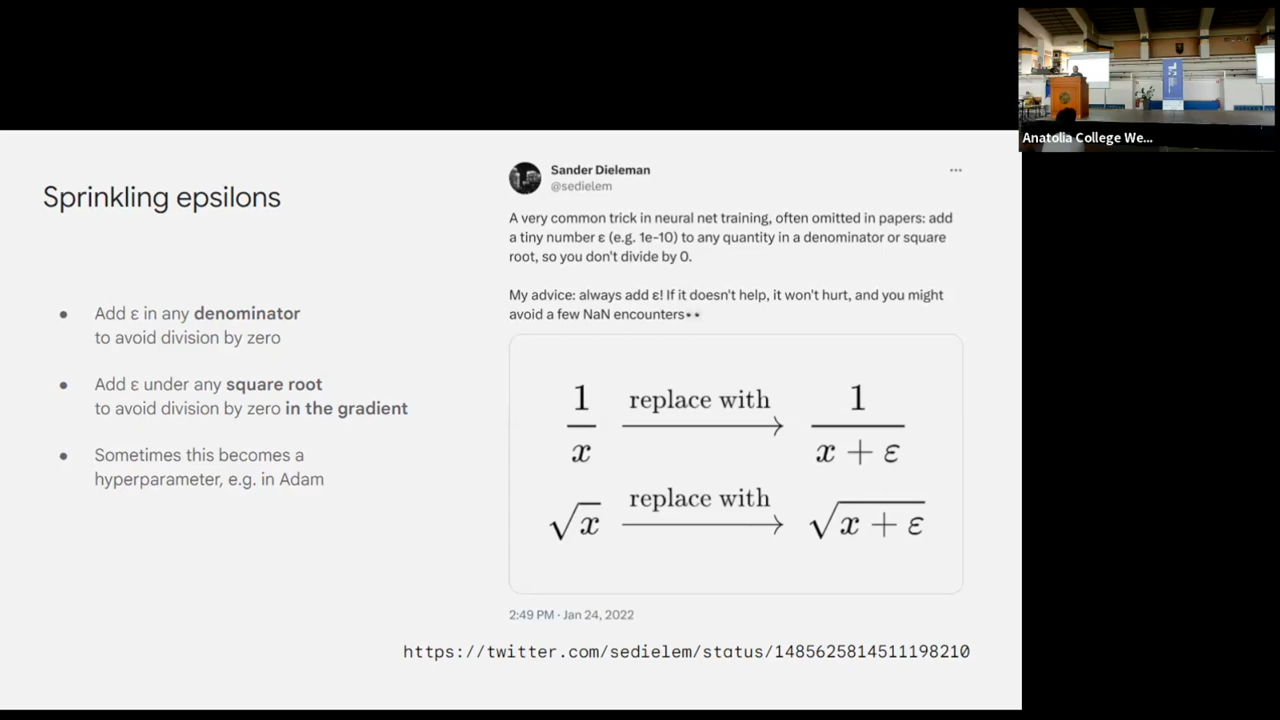 Anatolia College We...
Sprinkling epsilons
● Add ε in any denominator
to avoid division by zero
● Add ε under any square root
to avoid division by zero in the gradient
● Sometimes this becomes a
hyperparameter, e.g. in Adam
Sander Dieleman
@sedielem
A very common trick in neural net training, often omitted in papers: add
a tiny number ε (e.g. 1e-10) to any quantity in a denominator or square
root, so you don't divide by 0.
My advice: always add ε! If it doesn't help, it won't hurt, and you might
avoid a few NaN encounters👀
1/x replace with → 1/(x + ε)
√x replace with → √(x + ε)
2:49 PM · Jan 24, 2022
https://twitter.com/sedielem/status/1485625814511198210